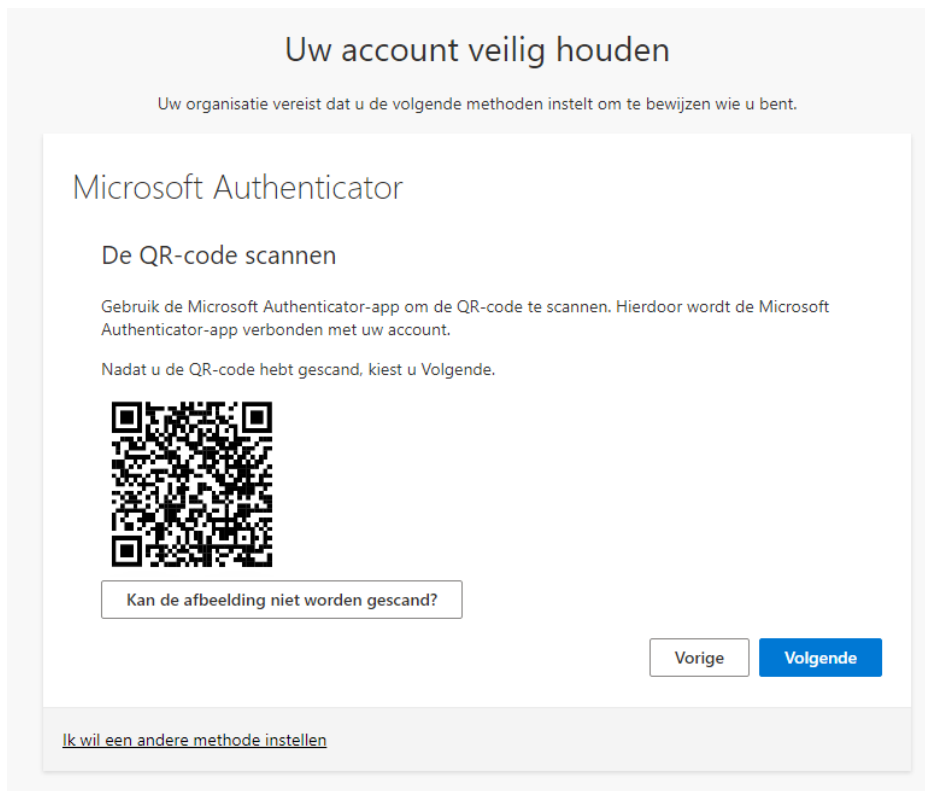 Uw account veilig houden
Uw organisatie vereist dat u de volgende methoden instelt om te bewijzen wie u bent.
Microsoft Authenticator
De QR-code scannen
Gebruik de Microsoft Authenticator-app om de QR-code te scannen. Hierdoor wordt de Microsoft
Authenticator-app verbonden met uw account.
Nadat u de QR-code hebt gescand, kiest u Volgende.
Kan de afbeelding niet worden gescand?
Vorige
Volgende
Ik wil een andere methode instellen